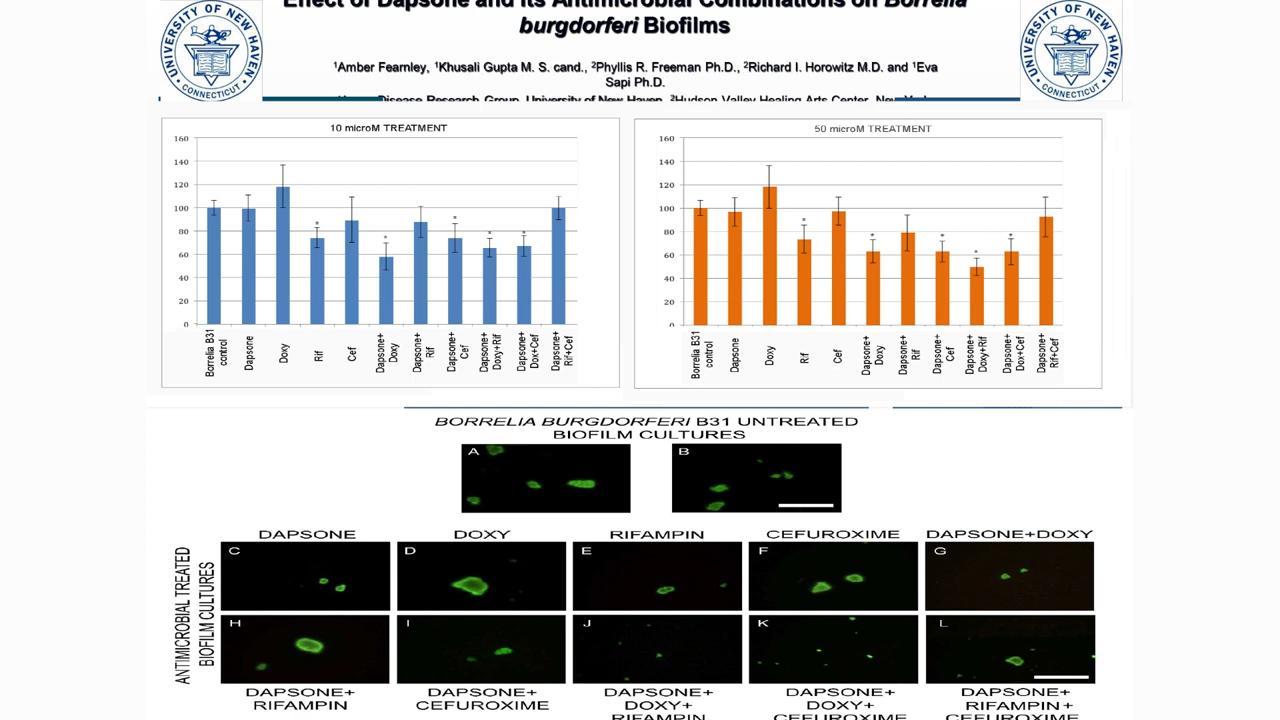 Effect of Dapsone and its Antimicrobial Combinations on Borrelia
burgdorferi Biofilms
UNIVERSITY OF NEW HAVEN, CONNECTICUT
UNIVERSITY OF NEW HAVEN, CONNECTICUT
¹Amber Fearnley, ¹Khusali Gupta M. S. cand., ²Phyllis R. Freeman Ph.D., ²Richard I. Horowitz M.D. and ¹Eva
Sapi Ph.D.
Disease Research Group, University of New Haven, ²Hudson Valley Healing Arts Center, New York
10 microM TREATMENT
160
140
120
100
80
60
40
20
0
* * * * *
Borrelia B31 control
Dapsone
Doxy
Rif
Cef
Dapsone+ Doxy
Dapsone+ Rif
Dapsone+ Cef
Dapsone+ Doxy+Rif
Dapsone+ Dox+Cef
Dapsone+ Rif+Cef
50 microM TREATMENT
160
140
120
100
80
60
40
20
0
* * * * *
Borrelia B31 control
Dapsone
Doxy
Rif
Cef
Dapsone+ Doxy
Dapsone+ Rif
Dapsone+ Cef
Dapsone+ Doxy+Rif
Dapsone+ Dox+Cef
Dapsone+ Rif+Cef
BORRELIA BURGDORFERI B31 UNTREATED
BIOFILM CULTURES
A
B
DAPSONE DOXY RIFAMPIN CEFUROXIME DAPSONE+DOXY
ANTIMICROBIAL TREATED
BIOFILM CULTURES
C D E F G
H I J K L
DAPSONE+ DAPSONE+ DAPSONE+ DAPSONE+ DAPSONE+
RIFAMPIN CEFUROXIME DOXY+ DOXY+ RIFAMPIN+
RIFAMPIN CEFUROXIME CEFUROXIME